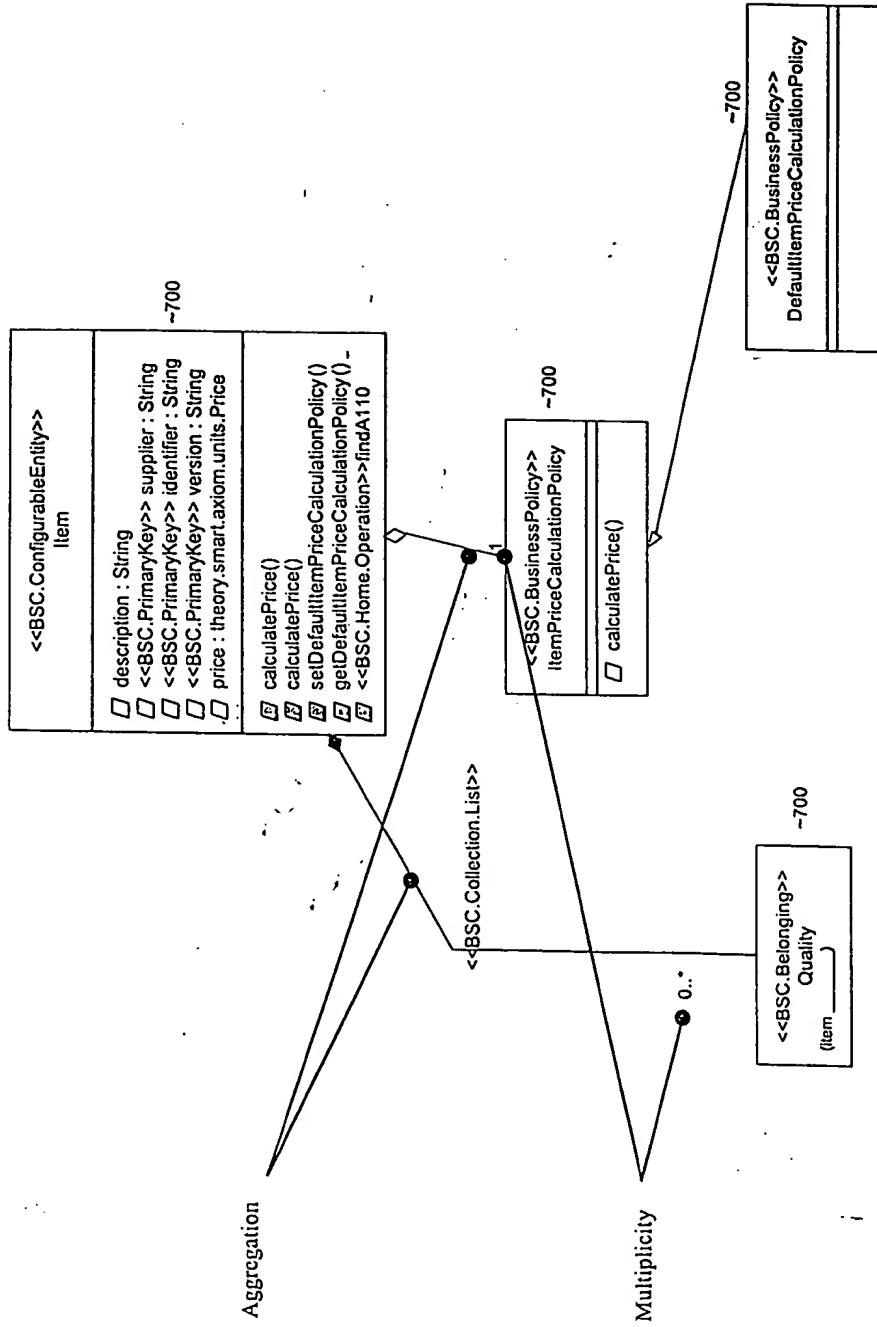 <<BSC.ConfigurableEntity>>
Item
description : String
<<BSC.PrimaryKey>> supplier : String
<<BSC.PrimaryKey>> identifier : String
<<BSC.PrimaryKey>> version : String
price : theory.smart.axiom.units.Price
~700
calculatePrice()
calculatePrice()
setDefaultItemPriceCalculationPolicy()
getDefaultItemPriceCalculationPolicy()
<<BSC.Home.Operation>>findA110
Aggregation
<<BSC.Collection.List>>
1
<<BSC.BusinessPolicy>>
ItemPriceCalculationPolicy
calculatePrice()
~700
Multiplicity
0..*
<<BSC.Belonging>>
Quality
(item )
~700
<<BSC.BusinessPolicy>>
DefaultItemPriceCalculationPolicy
~700